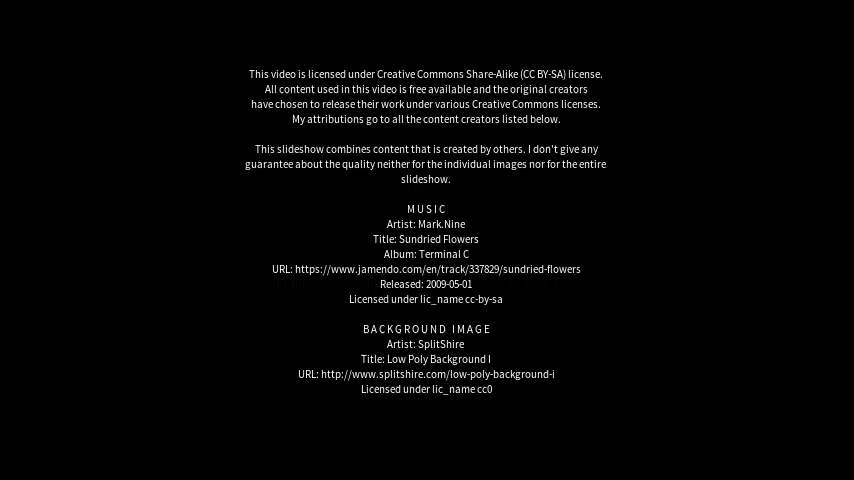 This video is licensed under Creative Commons Share-Alike (CC BY-SA) license.
All content used in this video is free available and the original creators
have chosen to release their work under various Creative Commons licenses.
My attributions go to all the content creators listed below.
This slideshow combines content that is created by others. I don't give any
guarantee about the quality neither for the individual images nor for the entire
slideshow.
MUSIC
Artist: Mark.Nine
Title: Sundried Flowers
Album: Terminal C
URL: https://www.jamendo.com/en/track/337829/sundried-flowers
Released: 2009-05-01
Licensed under lic_name cc-by-sa
BACKGROUND IMAGE
Artist: SplitShire
Title: Low Poly Background I
URL: http://www.splitshire.com/low-poly-background-i
Licensed under lic_name cc0